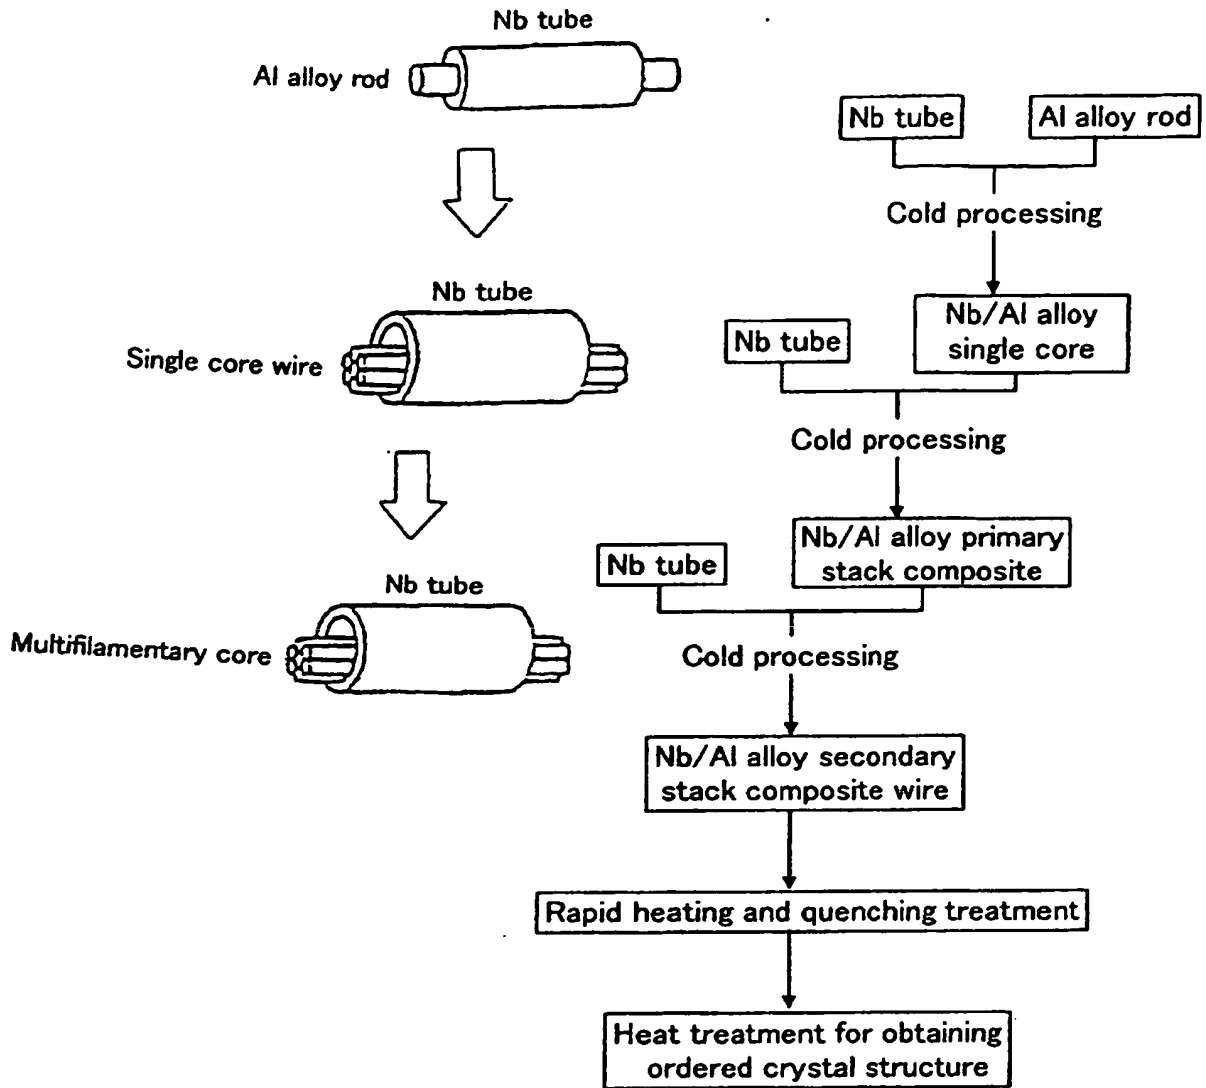 Nb tube
Al alloy rod
Nb tube
Single core wire
Nb tube
Multifilamentary core
Nb tube
Al alloy rod
Cold processing
Nb tube
Nb/Al alloy
single core
Cold processing
Nb tube
Nb/Al alloy primary
stack composite
Cold processing
Nb/Al alloy secondary
stack composite wire
Rapid heating and quenching treatment
Heat treatment for obtaining
ordered crystal structure